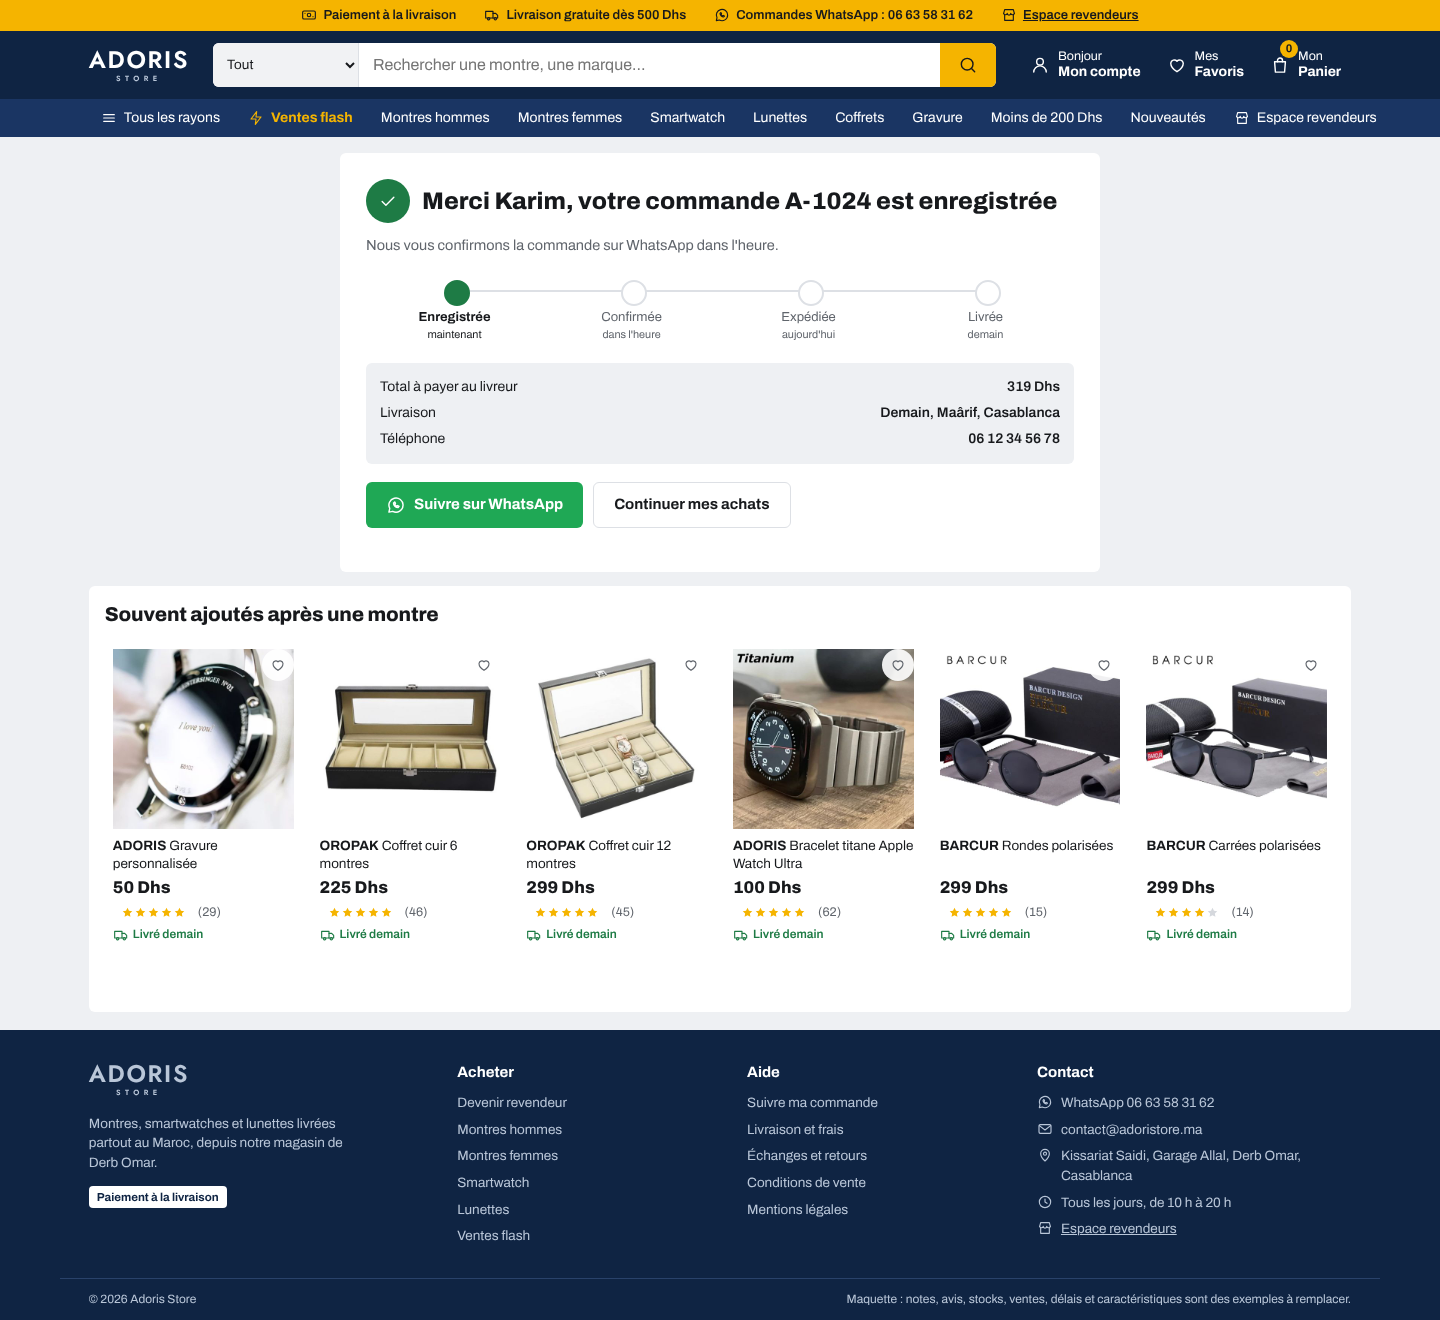 Paiement à la livraison
Livraison gratuite dès 500 Dhs
Commandes WhatsApp : 06 63 58 31 62
Espace revendeurs
ADORIS
STORE
Tout
Rechercher une montre, une marque...
Bonjour
Mon compte
Mes
Favoris
0
Mon
Panier
Tous les rayons
Ventes flash
Montres hommes
Montres femmes
Smartwatch
Lunettes
Coffrets
Gravure
Moins de 200 Dhs
Nouveautés
Espace revendeurs
Merci Karim, votre commande A-1024 est enregistrée
Nous vous confirmons la commande sur WhatsApp dans l'heure.
Enregistrée
maintenant
Confirmée
dans l'heure
Expédiée
aujourd'hui
Livrée
demain
Total à payer au livreur 319 Dhs
Livraison Demain, Maârif, Casablanca
Téléphone 06 12 34 56 78
Suivre sur WhatsApp
Continuer mes achats
Souvent ajoutés après une montre
I love you
ADORIS Gravure
personnalisée
50 Dhs
(29)
Livré demain
OROPAK Coffret cuir 6
montres
225 Dhs
(46)
Livré demain
OROPAK Coffret cuir 12
montres
299 Dhs
(45)
Livré demain
Titanium
ADORIS Bracelet titane Apple
Watch Ultra
100 Dhs
(62)
Livré demain
BARCUR
BARCUR DESIGN
BARCUR Rondes polarisées
299 Dhs
(15)
Livré demain
BARCUR
BARCUR DESIGN
BARCUR Carrées polarisées
299 Dhs
(14)
Livré demain
ADORIS
STORE
Montres, smartwatches et lunettes livrées
partout au Maroc, depuis notre magasin de
Derb Omar.
Paiement à la livraison
Acheter
Devenir revendeur
Montres hommes
Montres femmes
Smartwatch
Lunettes
Ventes flash
Aide
Suivre ma commande
Livraison et frais
Échanges et retours
Conditions de vente
Mentions légales
Contact
WhatsApp 06 63 58 31 62
contact@adoristore.ma
Kissariat Saidi, Garage Allal, Derb Omar,
Casablanca
Tous les jours, de 10 h à 20 h
Espace revendeurs
© 2026 Adoris Store
Maquette : notes, avis, stocks, ventes, délais et caractéristiques sont des exemples à remplacer.